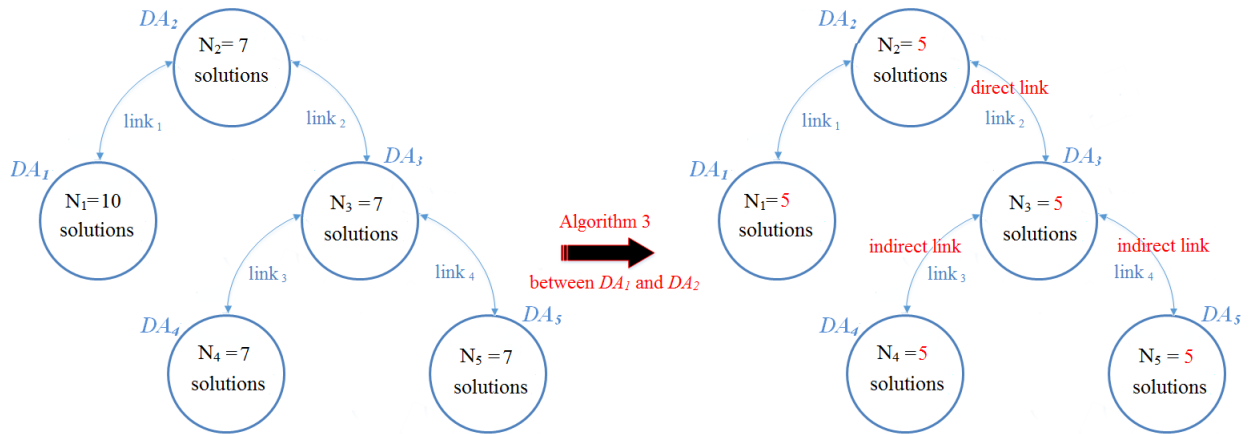 DA₂
N₂= 7
solutions
link ₁
link ₂
DA₁
N₁=10
solutions
DA₃
N₃ = 7
solutions
link ₃
link ₄
DA₄
N₄ = 7
solutions
DA₅
N₅ = 7
solutions
Algorithm 3
between DA₁ and DA₂
DA₂
N₂= 5
solutions
direct link
link ₁
link ₂
DA₁
N₁= 5
solutions
DA₃
N₃ = 5
solutions
indirect link
link ₃
indirect link
link ₄
DA₄
N₄ = 5
solutions
DA₅
N₅ = 5
solutions